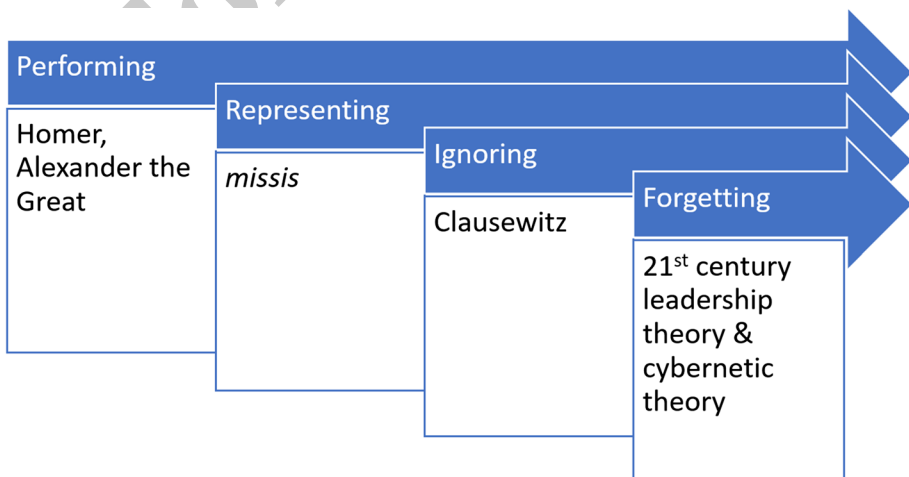 Performing
Homer,
Alexander the
Great
Representing
missis
Ignoring
Clausewitz
Forgetting
21st century
leadership
theory &
cybernetic
theory